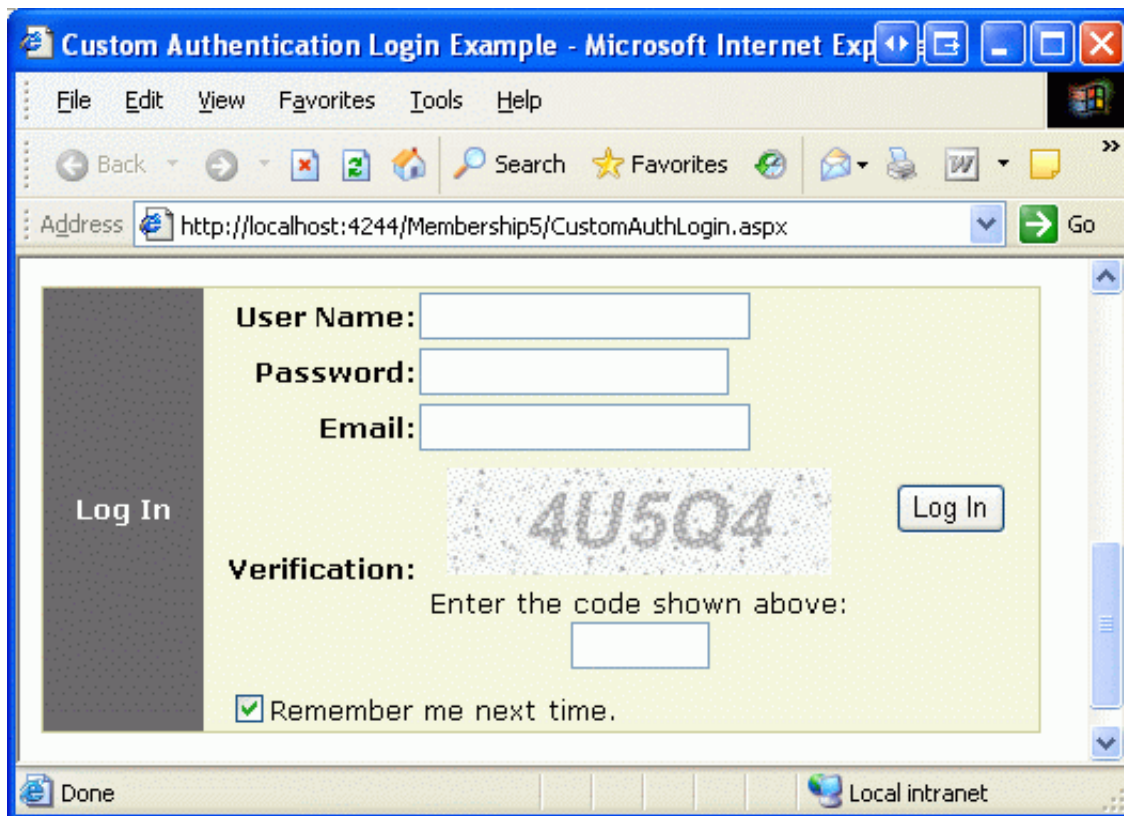 Custom Authentication Login Example - Microsoft Internet Exp
File Edit View Favorites Tools Help
Back Search Favorites W »
Address http://localhost:4244/Membership5/CustomAuthLogin.aspx Go
User Name:
Password:
Email:
4U5Q4
Log In
Log In
Verification:
Enter the code shown above:
Remember me next time.
Done Local intranet